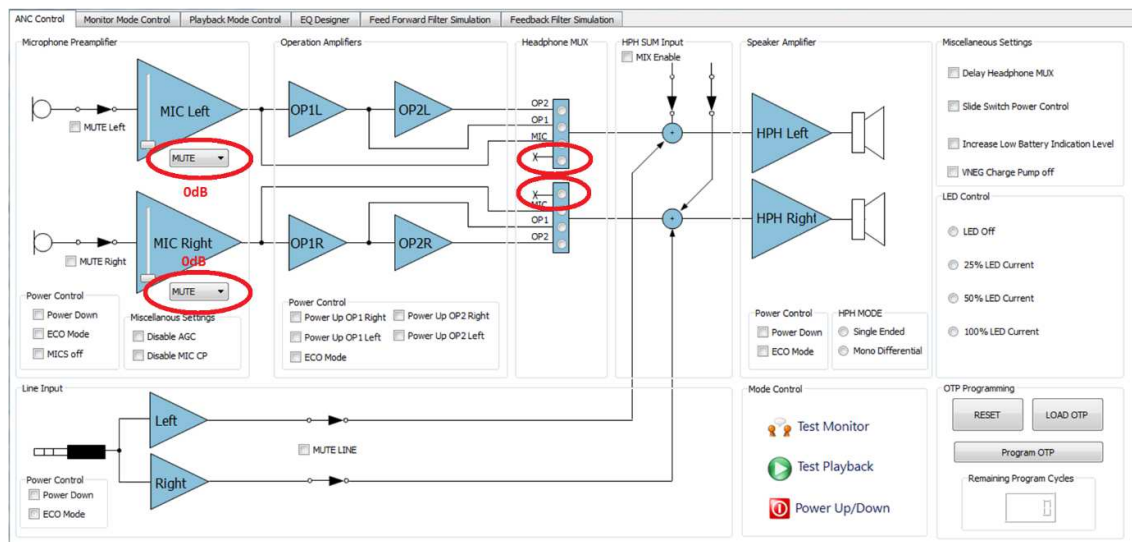 ANC Control Monitor Mode Control Playback Mode Control EQ Designer Feed Forward Filter Simulation Feedback Filter Simulation
Microphone Preamplifier
MIC Left
MUTE Left
MUTE
0dB
MIC Right
0dB
MUTE Right
MUTE
Power Control
Power Down
ECO Mode
MICS off
Miscellanous Settings
Disable AGC
Disable MIC CP
Operation Amplifiers
OP1L
OP2L
OP1R
OP2R
Power Control
Power Up OP1 Right
Power Up OP2 Right
Power Up OP1 Left
Power Up OP2 Left
ECO Mode
Headphone MUX
OP2
OP1
MIC
X
X
MIC
OP1
OP2
HPH SUM Input
MIX Enable
+
+
Speaker Amplifier
HPH Left
HPH Right
Power Control
Power Down
ECO Mode
HPH MODE
Single Ended
Mono Differential
Miscellaneous Settings
Delay Headphone MUX
Slide Switch Power Control
Increase Low Battery Indication Level
VNEG Charge Pump off
LED Control
LED Off
25% LED Current
50% LED Current
100% LED Current
Line Input
Left
Right
MUTE LINE
Power Control
Power Down
ECO Mode
Mode Control
Test Monitor
Test Playback
Power Up/Down
OTP Programming
RESET
LOAD OTP
Program OTP
Remaining Program Cycles
0